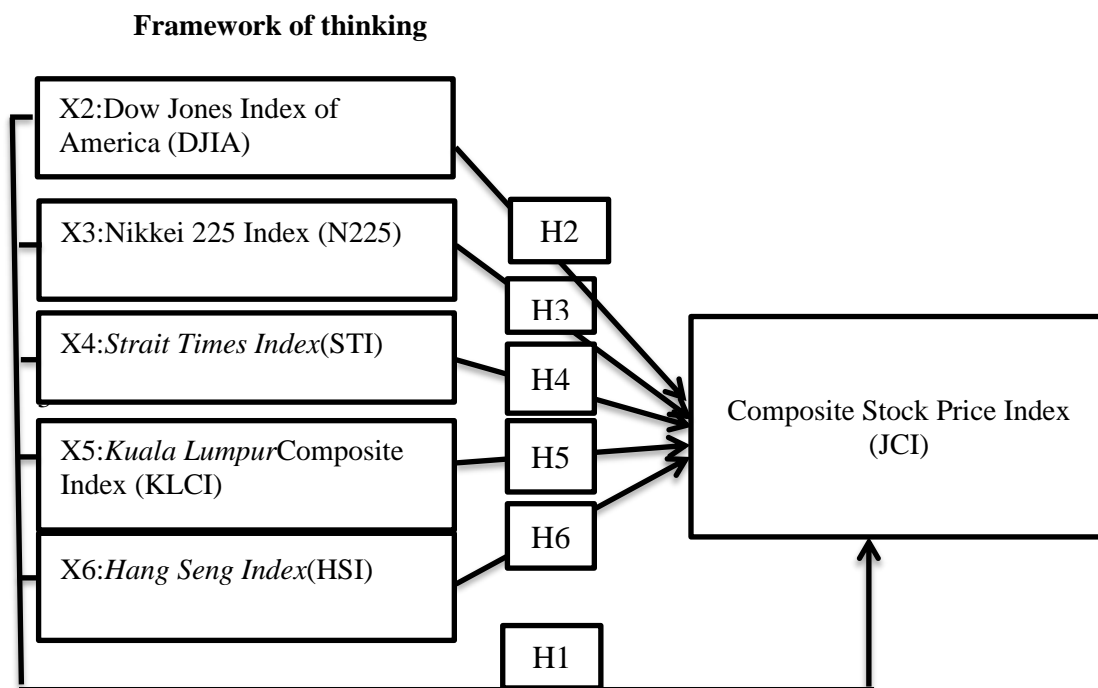 Framework of thinking
X2:Dow Jones Index of
America (DJIA)
H2
X3:Nikkei 225 Index (N225)
H3
X4:Strait Times Index(STI)
H4
Composite Stock Price Index
(JCI)
X5:Kuala LumpurComposite
Index (KLCI)
H5
H6
X6:Hang Seng Index(HSI)
H1